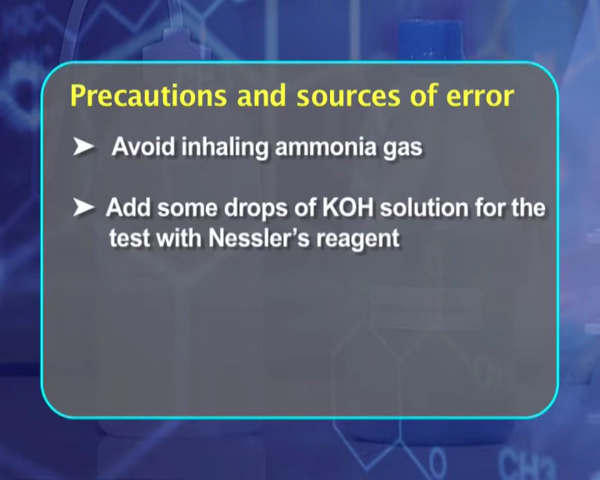 Precautions and sources of error
➤ Avoid inhaling ammonia gas
➤ Add some drops of KOH solution for the
test with Nessler's reagent
O
CH3